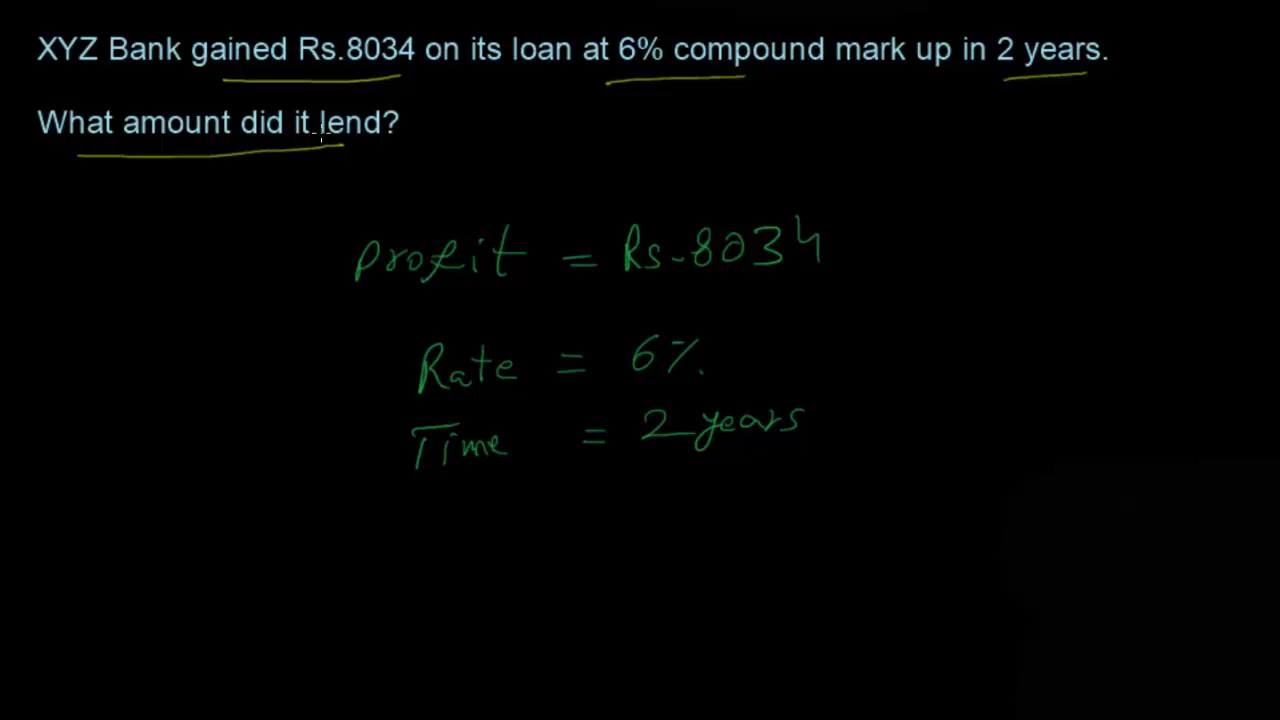 XYZ Bank gained Rs.8034 on its loan at 6% compound mark up in 2 years.
What amount did it lend?
Profit = Rs.8034
Rate = 6%.
Time = 2 years